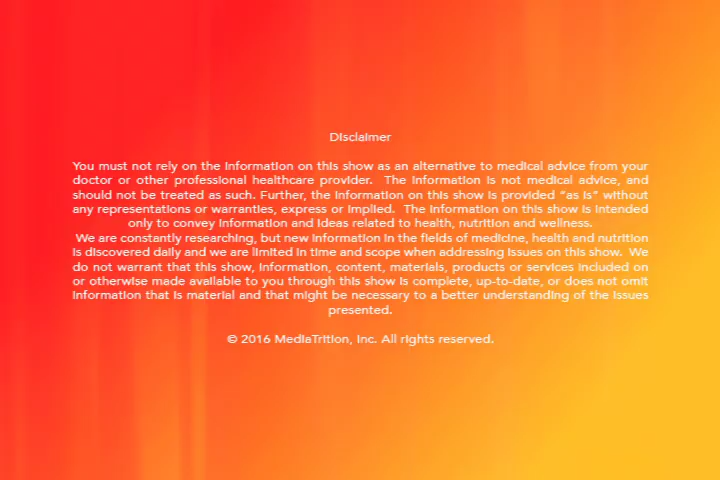 Disclaimer
You must not rely on the information on this show as an alternative to medical advice from your
doctor or other professional healthcare provider. The information is not medical advice, and
should not be treated as such. Further, the information on this show is provided “as is” without
any representations or warranties, express or implied. The information on this show is intended
only to convey information and ideas related to health, nutrition and wellness.
We are constantly researching, but new information in the fields of medicine, health and nutrition
is discovered daily and we are limited in time and scope when addressing issues on this show. We
do not warrant that this show, information, content, materials, products or services included on
or otherwise made available to you through this show is complete, up-to-date, or does not omit
information that is material and that might be necessary to a better understanding of the issues
presented.
© 2016 MediaTrition, Inc. All rights reserved.